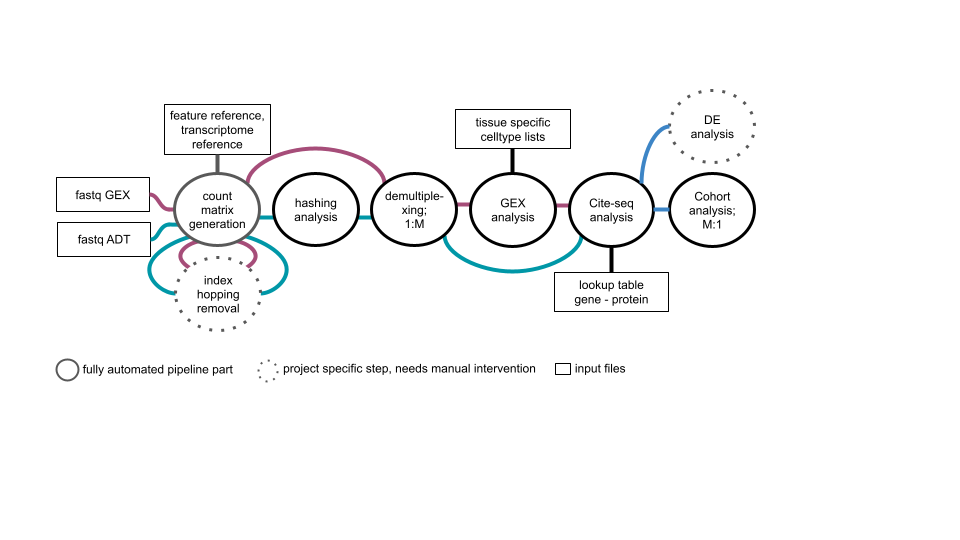 feature reference,
transcriptome
reference
tissue specific
celltype lists
DE
analysis
fastq GEX
fastq ADT
count
matrix
generation
hashing
analysis
demultiple-
xing;
1:M
GEX
analysis
Cite-seq
analysis
Cohort
analysis;
M:1
index
hopping
removal
lookup table
gene - protein
fully automated pipeline part
project specific step, needs manual intervention
input files